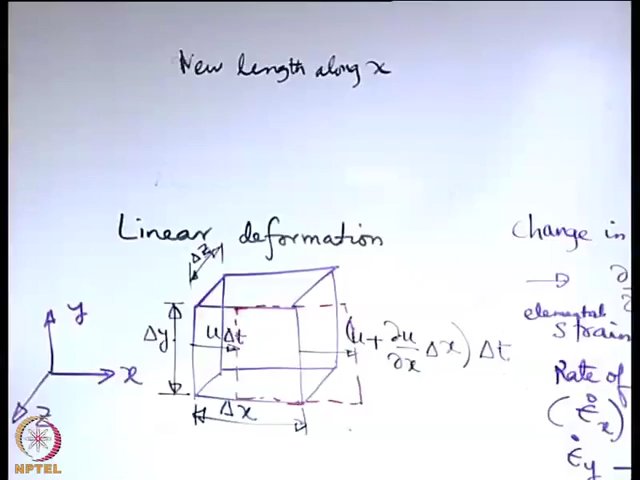 New length along x
Linear deformation
Δz
y
Δy
uΔt
(u + ∂u/∂x Δx) Δt
x
z
Δx
Change in
→ ∂
elemental
strain
Rate of
(ε̇x)
ε̇y
NPTEL